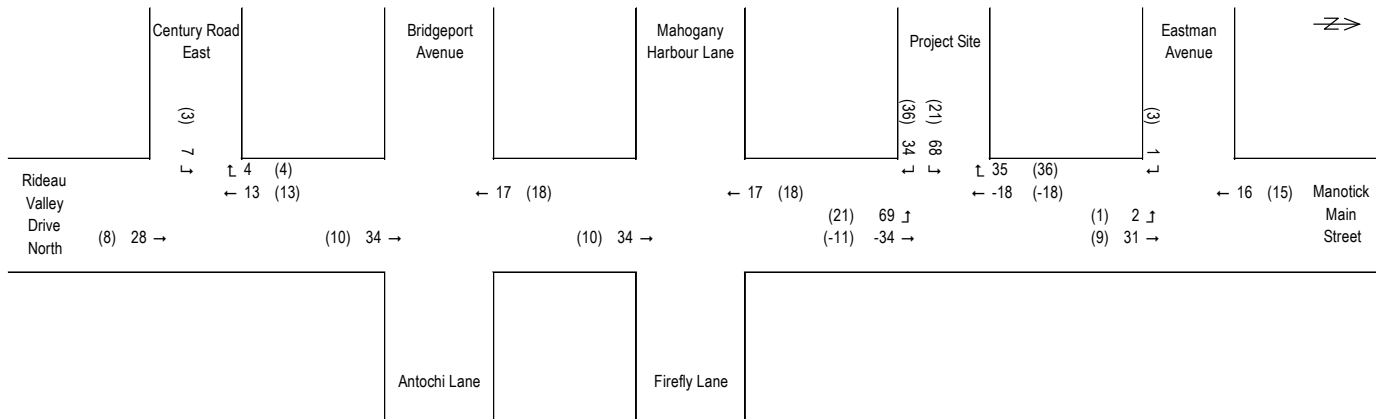 Century Road
East
Bridgeport
Avenue
Mahogany
Harbour Lane
Project Site
Eastman
Avenue
Z
(3) 7
(36) 34
(21) 68
(3) 1
4 (4)
← 13 (13)
← 17 (18)
← 17 (18)
35 (36)
← -18 (-18)
← 16 (15)
Rideau
Valley
Drive
North
(8) 28 →
(10) 34 →
(10) 34 →
(21) 69
(-11) -34 →
(1) 2
(9) 31 →
Manotick
Main
Street
Antochi Lane
Firefly Lane